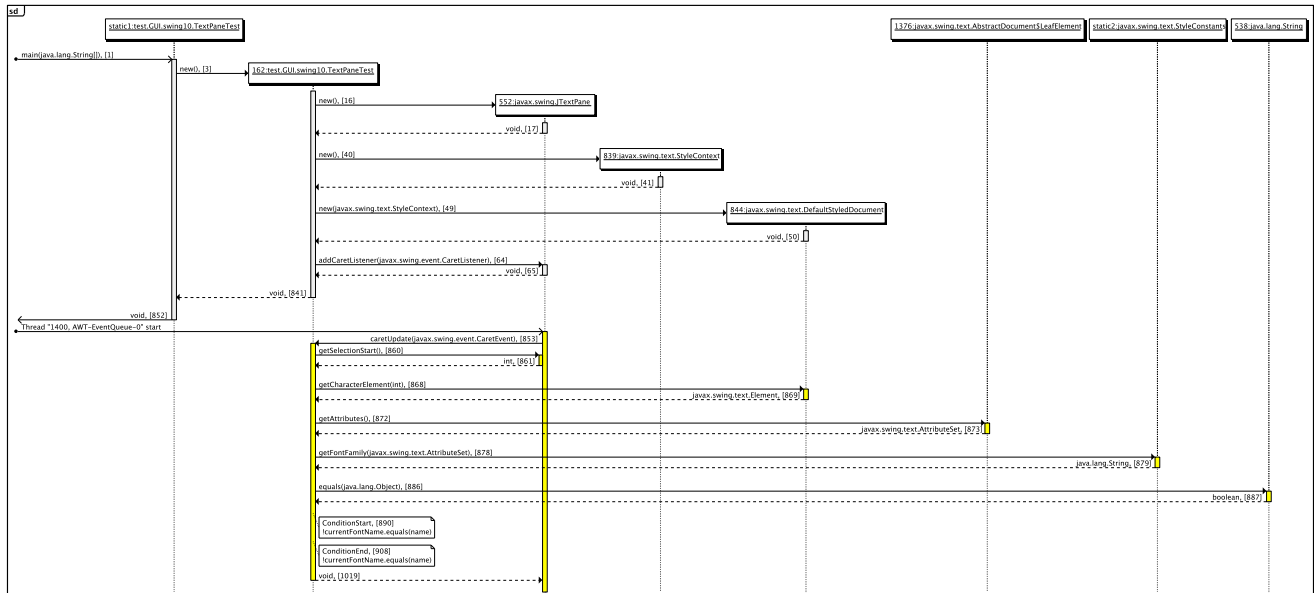 sd
static1:test.GUI.swing10.TextPaneTest
1376:javax.swing.text.AbstractDocument$LeafElement
static2:javax.swing.text.StyleConstants
538:java.lang.String
main(java.lang.String[]), [1]
new(), [3]
162:test.GUI.swing10.TextPaneTest
new(), [16]
552:javax.swing.JTextPane
void, [17]
new(), [40]
839:javax.swing.text.StyleContext
void, [41]
new(javax.swing.text.StyleContext), [49]
844:javax.swing.text.DefaultStyledDocument
void, [50]
addCaretListener(javax.swing.event.CaretListener), [64]
void, [65]
void, [841]
void, [852]
Thread "1400, AWT-EventQueue-0" start
caretUpdate(javax.swing.event.CaretEvent), [853]
getSelectionStart(), [860]
int, [861]
getCharacterElement(int), [868]
javax.swing.text.Element, [869]
getAttributes(), [872]
javax.swing.text.AttributeSet, [873]
getFontFamily(javax.swing.text.AttributeSet), [878]
java.lang.String, [879]
equals(java.lang.Object), [886]
boolean, [887]
ConditionStart, [890]
!currentFontName.equals(name)
ConditionEnd, [908]
!currentFontName.equals(name)
void, [1019]